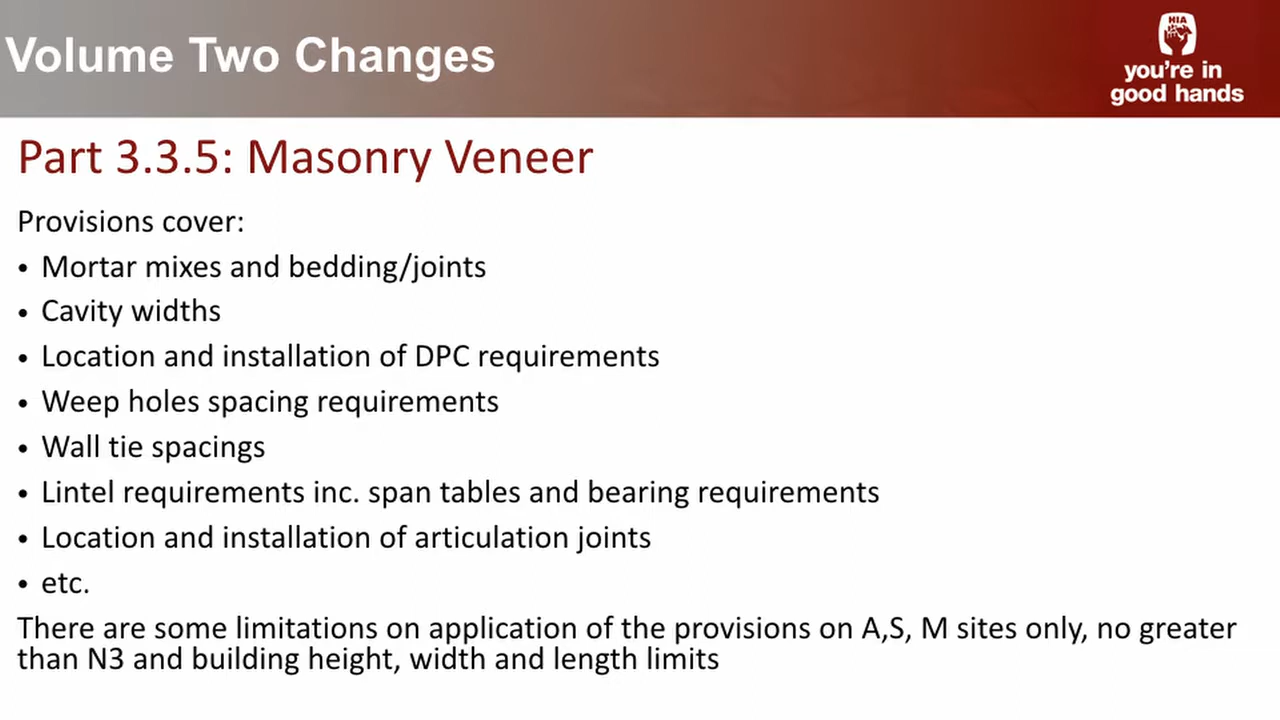 Volume Two Changes
HIA
you're in
good hands
Part 3.3.5: Masonry Veneer
Provisions cover:
• Mortar mixes and bedding/joints
• Cavity widths
• Location and installation of DPC requirements
• Weep holes spacing requirements
• Wall tie spacings
• Lintel requirements inc. span tables and bearing requirements
• Location and installation of articulation joints
• etc.
There are some limitations on application of the provisions on A,S, M sites only, no greater
than N3 and building height, width and length limits